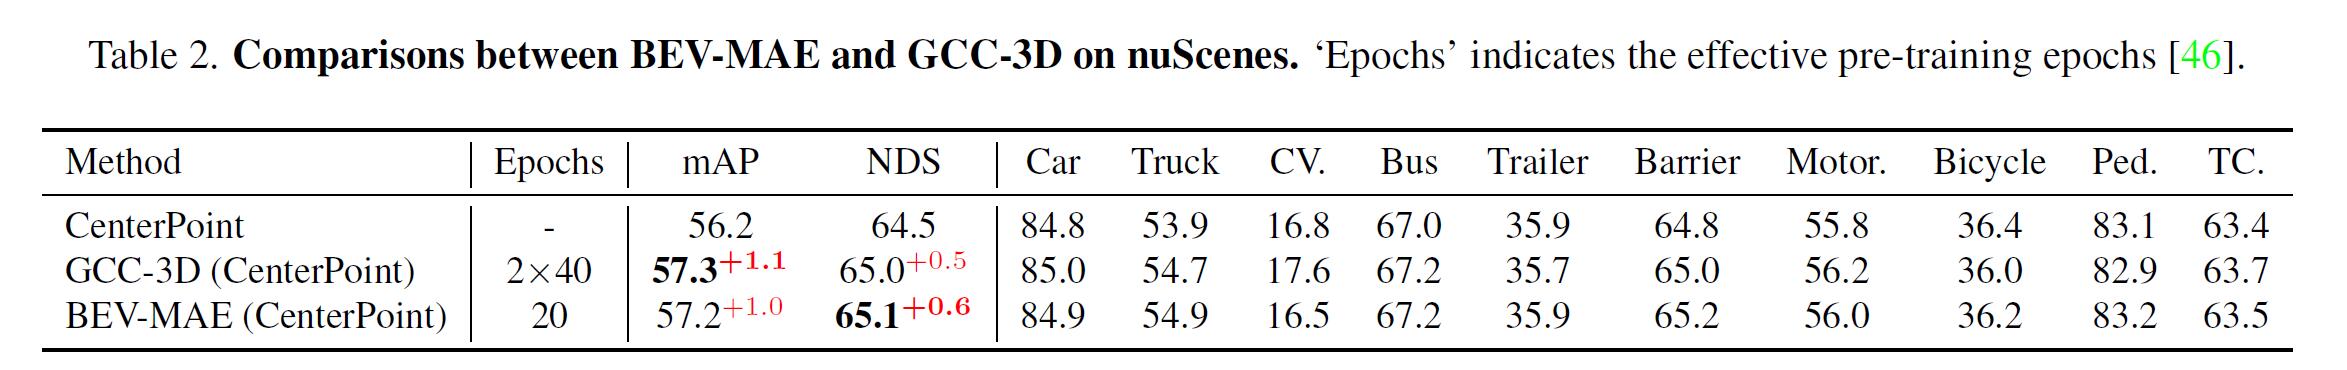 Table 2. Comparisons between BEV-MAE and GCC-3D on nuScenes. ‘Epochs’ indicates the effective pre-training epochs [46].
Method Epochs mAP NDS Car Truck CV. Bus Trailer Barrier Motor. Bicycle Ped. TC.
CenterPoint - 56.2 64.5 84.8 53.9 16.8 67.0 35.9 64.8 55.8 36.4 83.1 63.4
GCC-3D (CenterPoint) 2×40 57.3+1.1 65.0+0.5 85.0 54.7 17.6 67.2 35.7 65.0 56.2 36.0 82.9 63.7
BEV-MAE (CenterPoint) 20 57.2+1.0 65.1+0.6 84.9 54.9 16.5 67.2 35.9 65.2 56.0 36.2 83.2 63.5